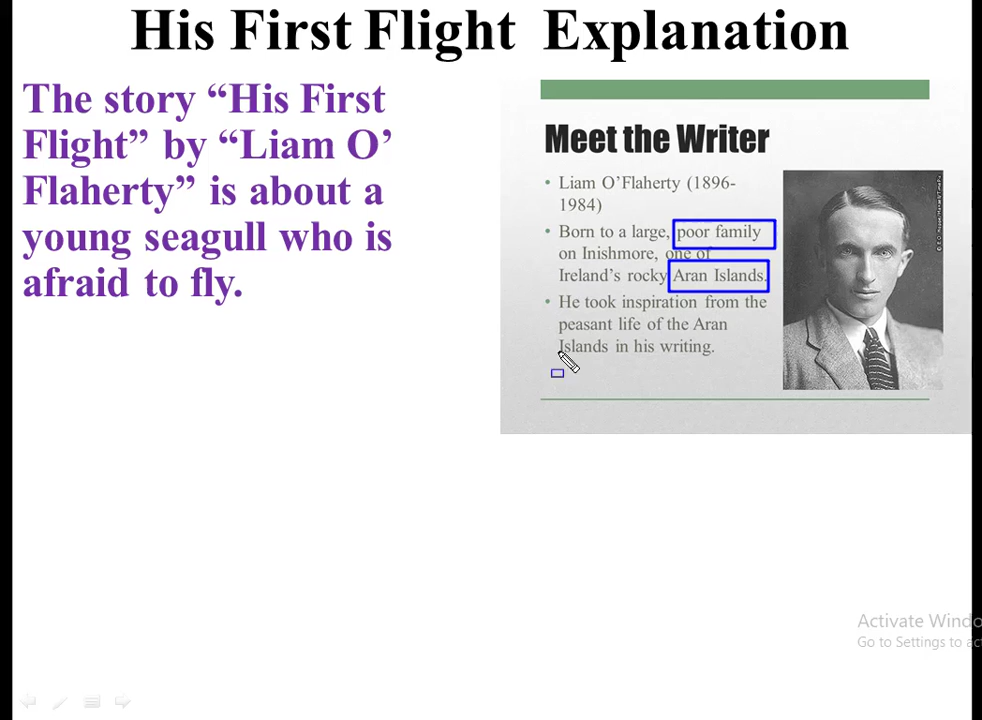 His First Flight Explanation
The story “His First
Flight” by “Liam O’
Flaherty” is about a
young seagull who is
afraid to fly.
Meet the Writer
• Liam O’Flaherty (1896-
1984)
• Born to a large, poor family
on Inishmore, one of
Ireland’s rocky Aran Islands.
• He took inspiration from the
peasant life of the Aran
Islands in his writing.
Activate Windo
Go to Settings to ac